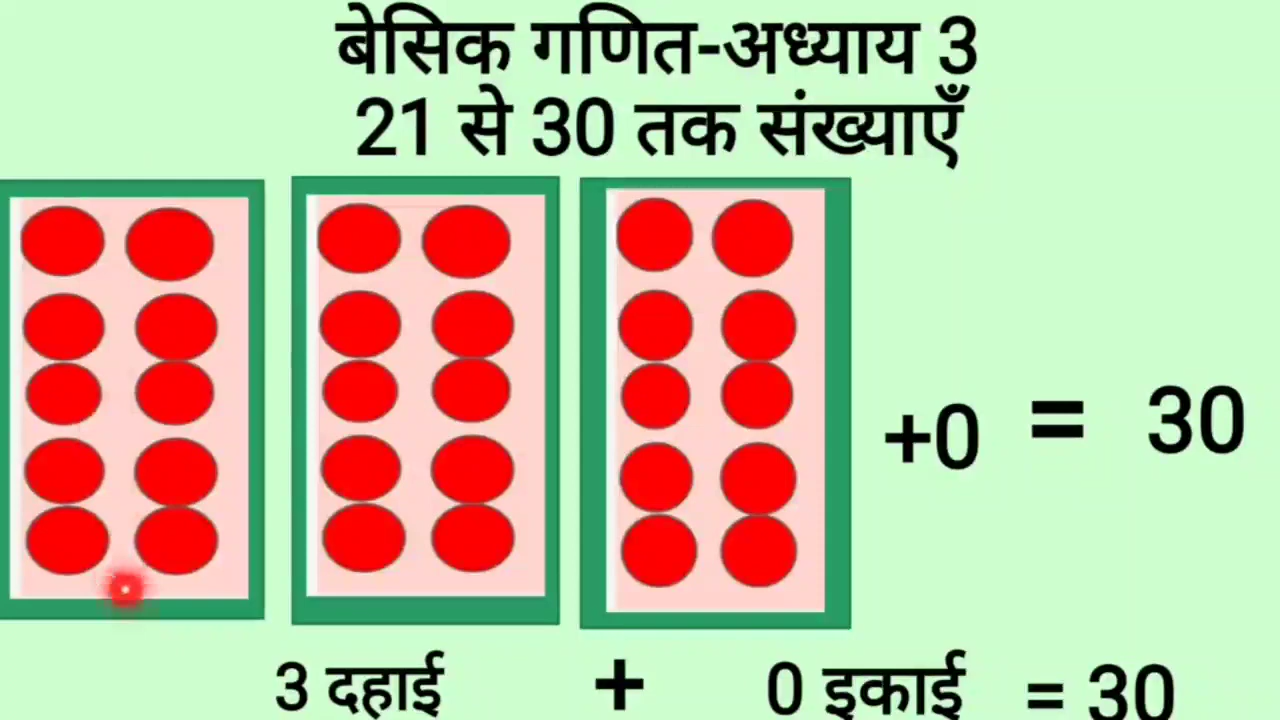 बेसिक गणित-अध्याय 3
21 से 30 तक संख्याएँ
+0 = 30
3 दहाई + 0 इकाई = 30